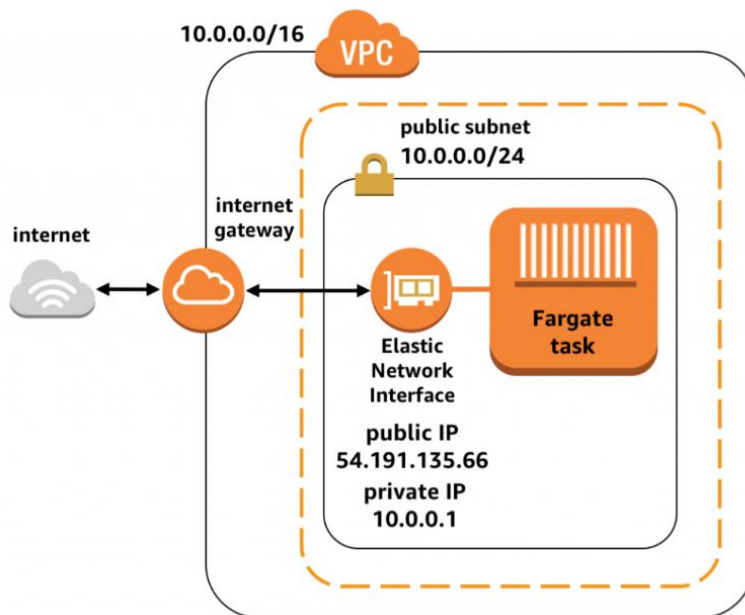 10.0.0.0/16
VPC
public subnet
10.0.0.0/24
internet
gateway
internet
Fargate
task
Elastic
Network
Interface
public IP
54.191.135.66
private IP
10.0.0.1